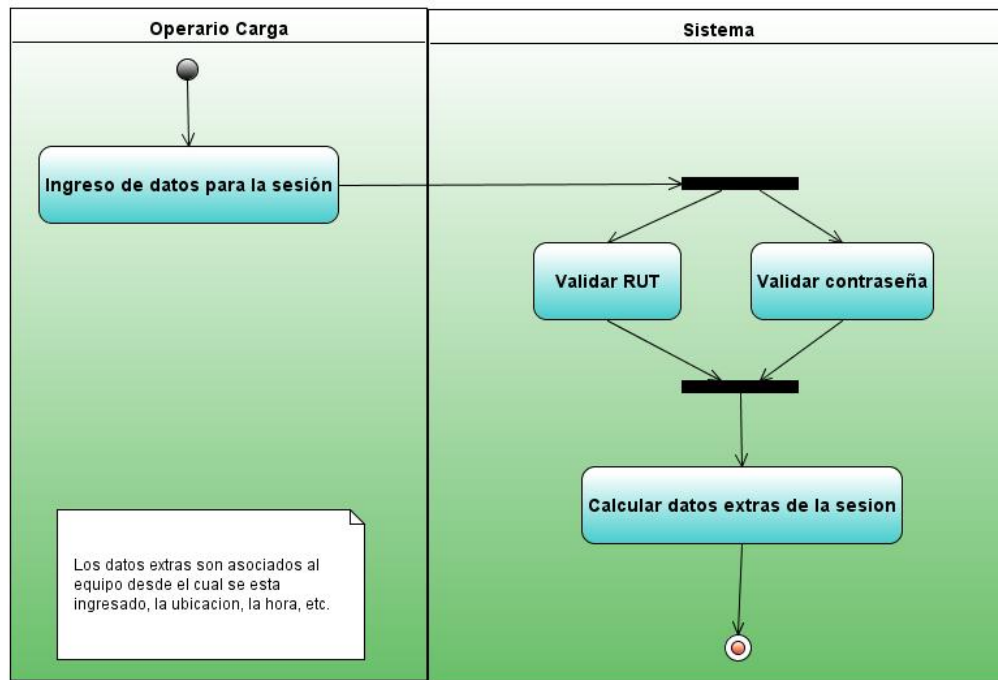 Operario Carga
Sistema
Ingreso de datos para la sesión
Validar RUT
Validar contraseña
Calcular datos extras de la sesion
Los datos extras son asociados al
equipo desde el cual se esta
ingresado, la ubicacion, la hora, etc.